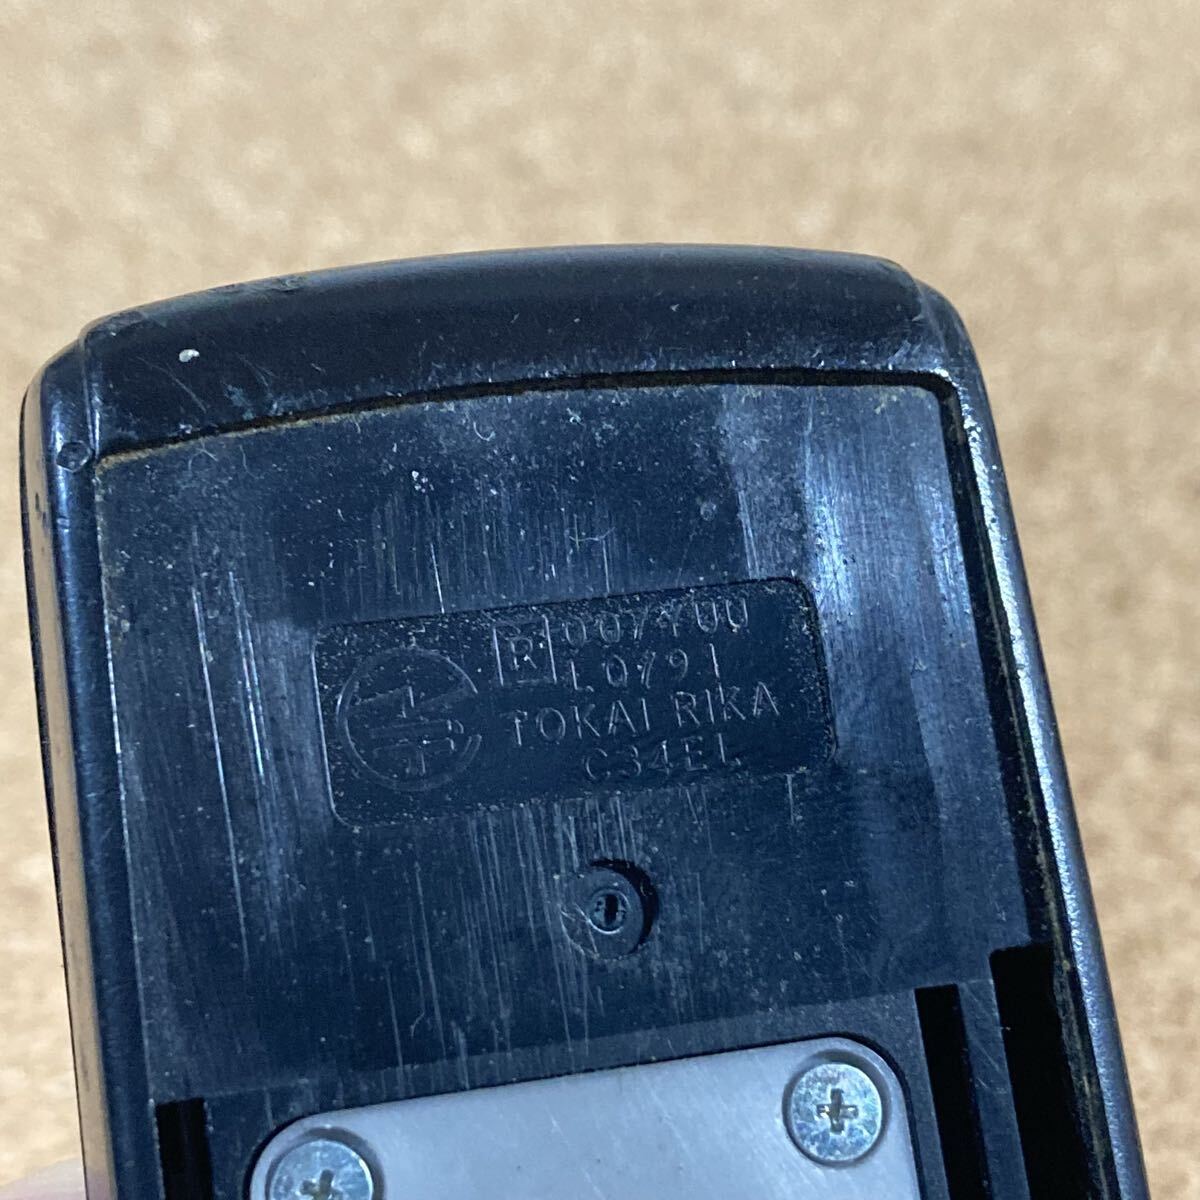 R 007YUU
L0791
TOKAI RIKA
C34EL